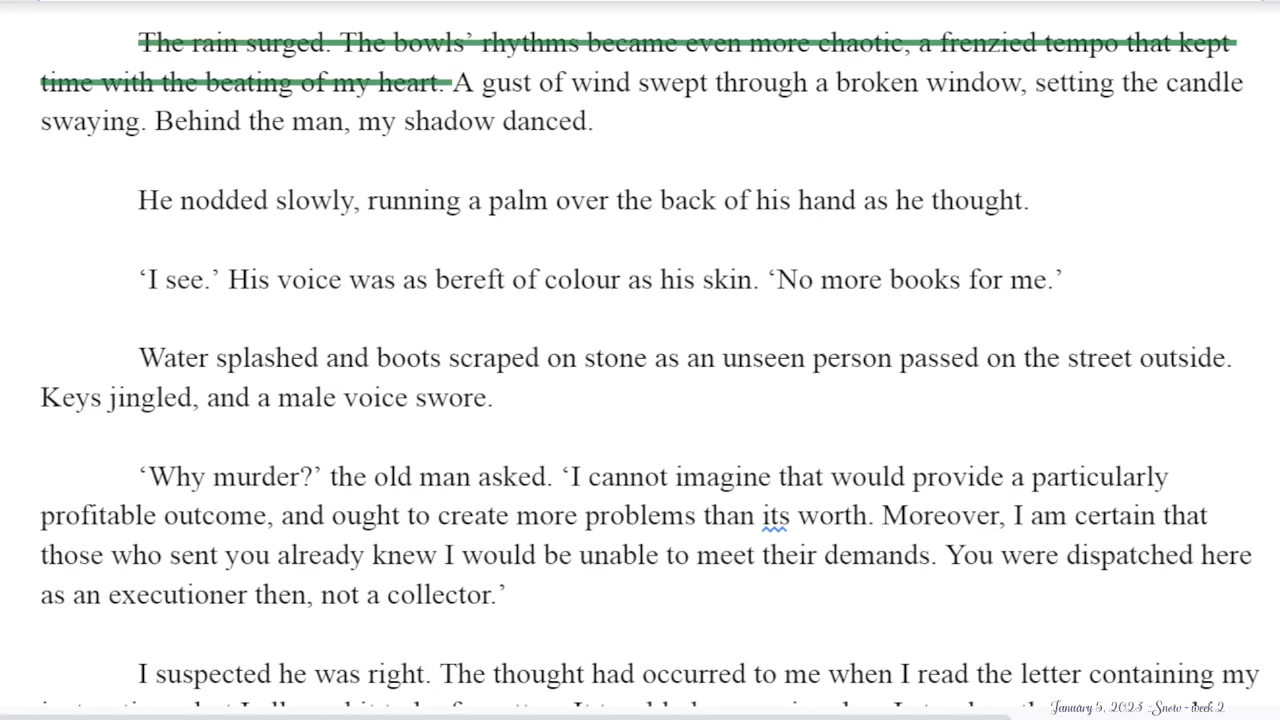 The rain surged. The bowls’ rhythms became even more chaotic, a frenzied tempo that kept
time with the beating of my heart. A gust of wind swept through a broken window, setting the candle
swaying. Behind the man, my shadow danced.
He nodded slowly, running a palm over the back of his hand as he thought.
‘I see.’ His voice was as bereft of colour as his skin. ‘No more books for me.’
Water splashed and boots scraped on stone as an unseen person passed on the street outside.
Keys jingled, and a male voice swore.
‘Why murder?’ the old man asked. ‘I cannot imagine that would provide a particularly
profitable outcome, and ought to create more problems than its worth. Moreover, I am certain that
those who sent you already knew I would be unable to meet their demands. You were dispatched here
as an executioner then, not a collector.’
I suspected he was right. The thought had occurred to me when I read the letter containing my
January 5, 2023 Snow - week 2